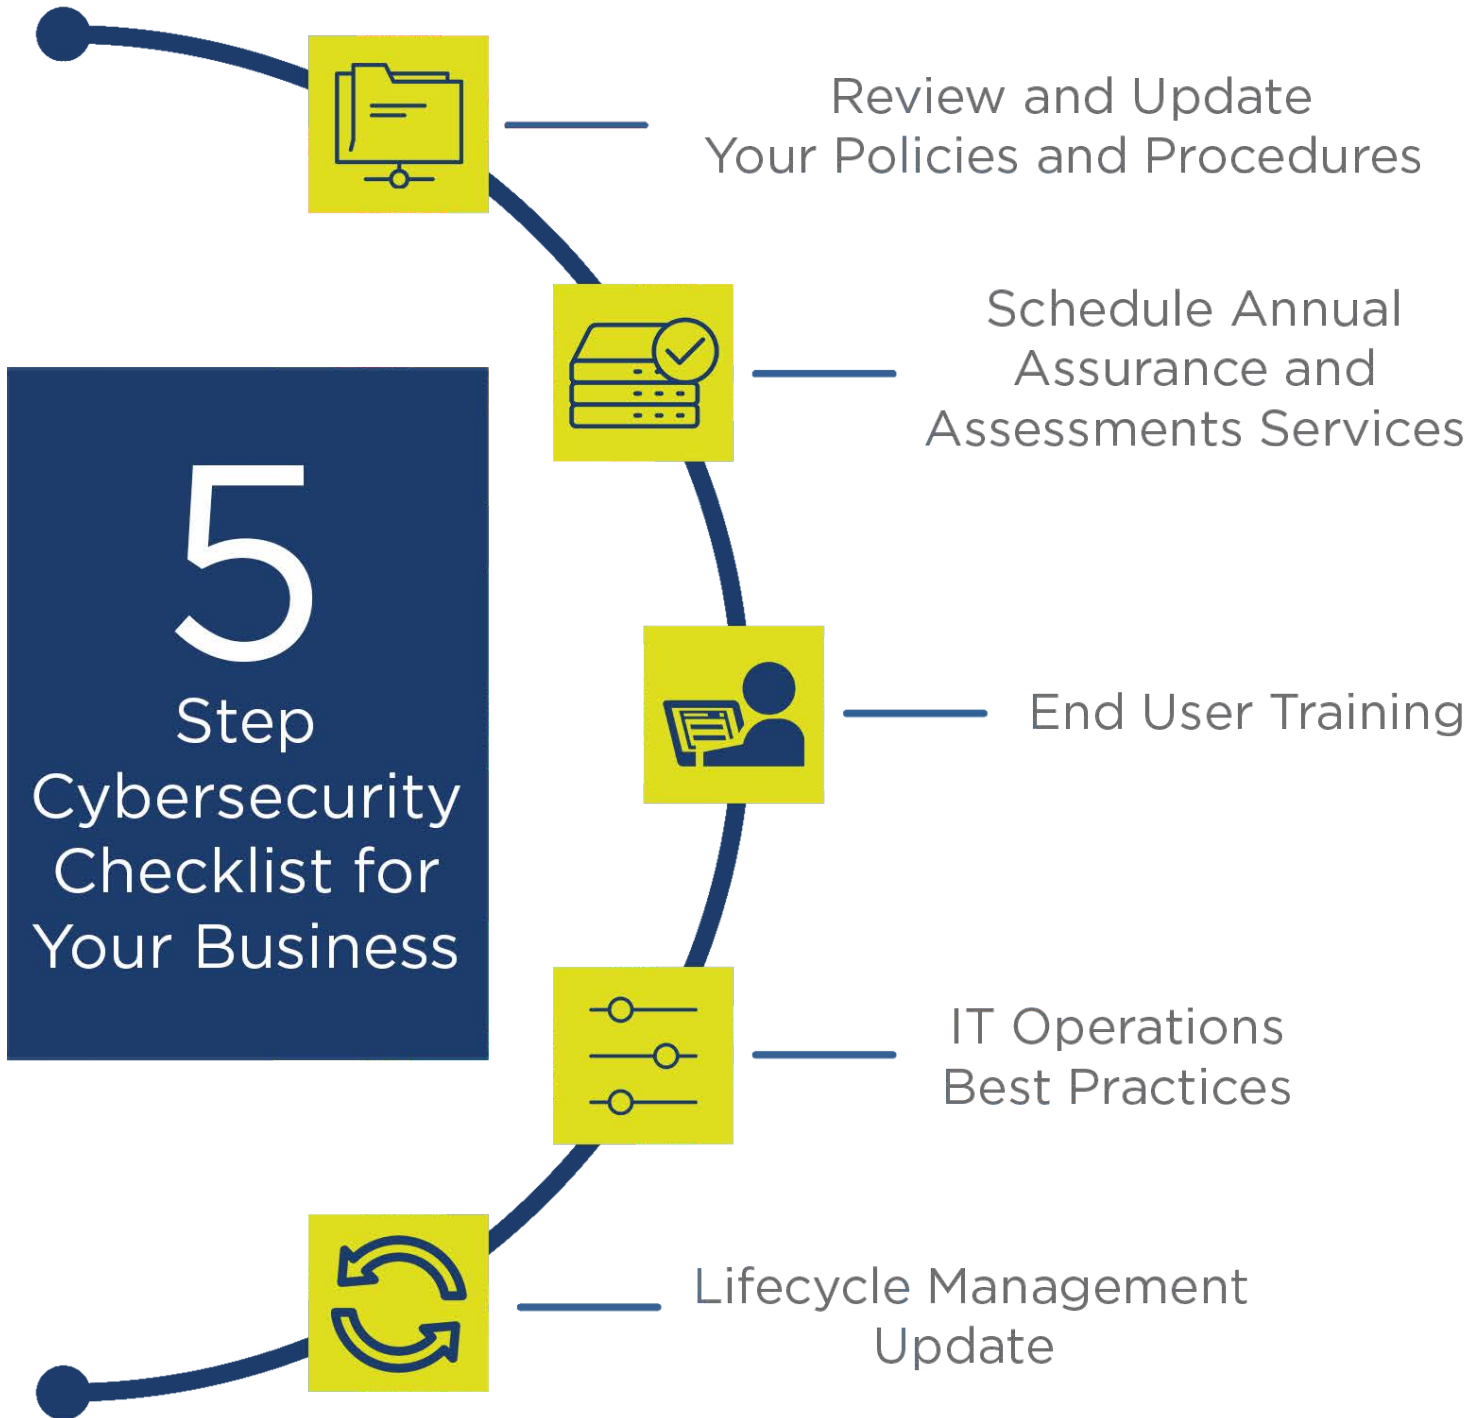 5
Step
Cybersecurity
Checklist for
Your Business
Review and Update
Your Policies and Procedures
Schedule Annual
Assurance and
Assessments Services
End User Training
IT Operations
Best Practices
Lifecycle Management
Update